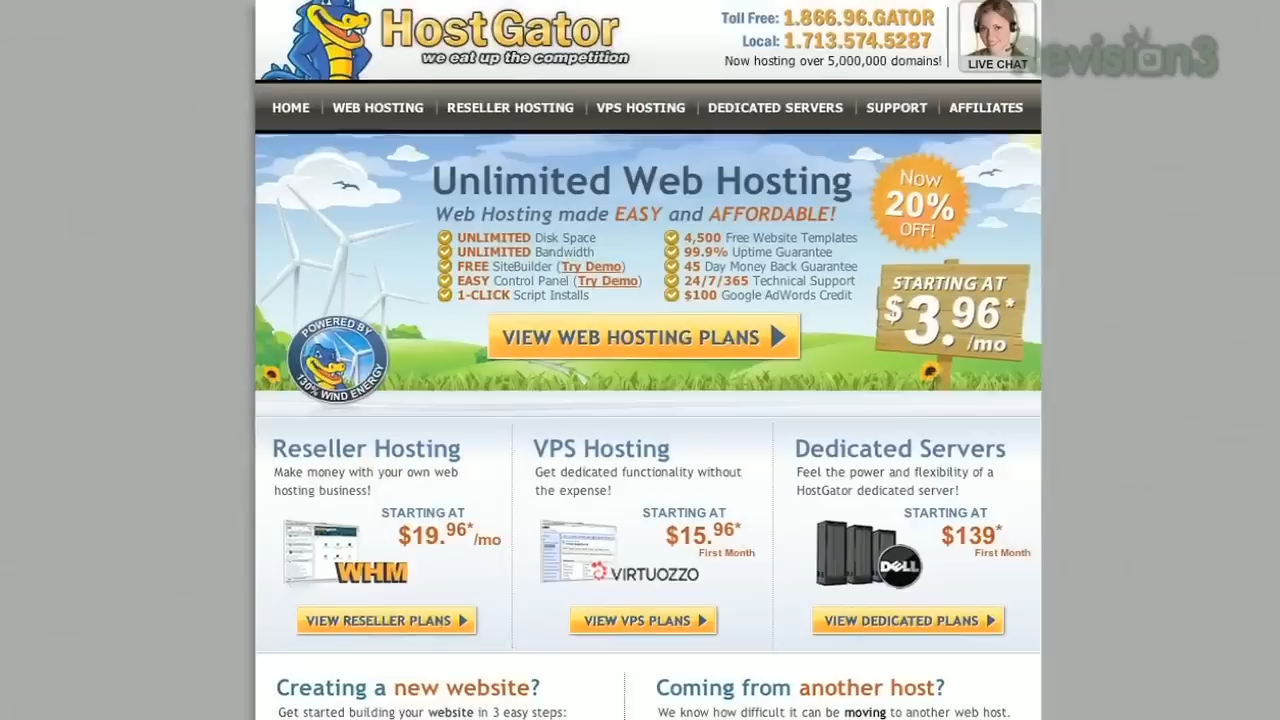 HostGator
we eat up the competition
Toll Free: 1.866.96.GATOR
Local: 1.713.574.5287
Now hosting over 5,000,000 domains!
LIVE CHAT
Revision3
HOME WEB HOSTING RESELLER HOSTING VPS HOSTING DEDICATED SERVERS SUPPORT AFFILIATES
Unlimited Web Hosting
Web Hosting made EASY and AFFORDABLE!
UNLIMITED Disk Space
UNLIMITED Bandwidth
FREE SiteBuilder (Try Demo)
EASY Control Panel (Try Demo)
1-CLICK Script Installs
4,500 Free Website Templates
99.9% Uptime Guarantee
45 Day Money Back Guarantee
24/7/365 Technical Support
$100 Google AdWords Credit
Now
20%
OFF!
STARTING AT
$3.96*
/mo
VIEW WEB HOSTING PLANS
POWERED BY
130% WIND ENERGY
Reseller Hosting
Make money with your own web
hosting business!
STARTING AT
$19.96*/mo
WHM
VIEW RESELLER PLANS
VPS Hosting
Get dedicated functionality without
the expense!
STARTING AT
$15.96*
First Month
VIRTUOZZO
VIEW VPS PLANS
Dedicated Servers
Feel the power and flexibility of a
HostGator dedicated server!
STARTING AT
$139*
First Month
DELL
VIEW DEDICATED PLANS
Creating a new website?
Get started building your website in 3 easy steps:
Coming from another host?
We know how difficult it can be moving to another web host.